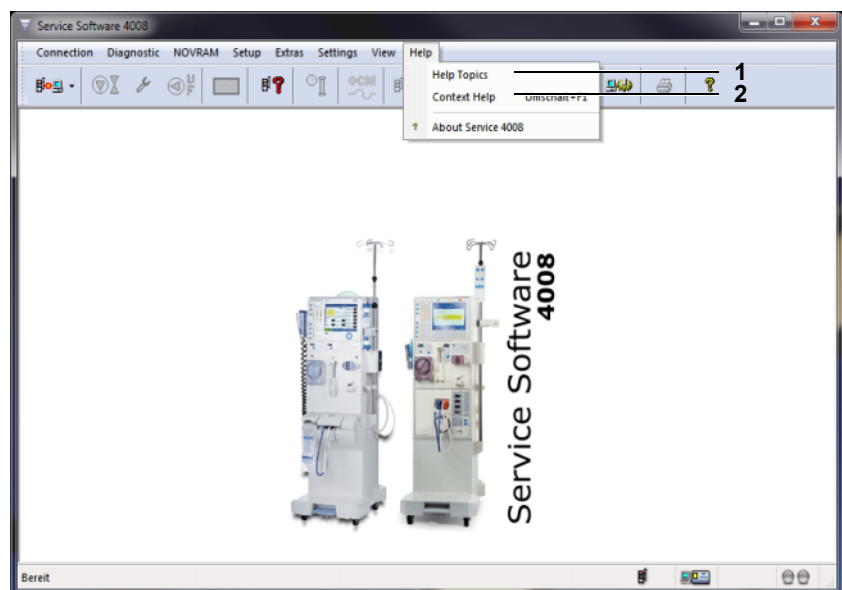 Service Software 4008
Connection Diagnostic NOVRAM Setup Extras Settings View Help
Help Topics 1
Context Help Umschalt+F1 2
? About Service 4008
OCM
Service Software
4008
Bereit